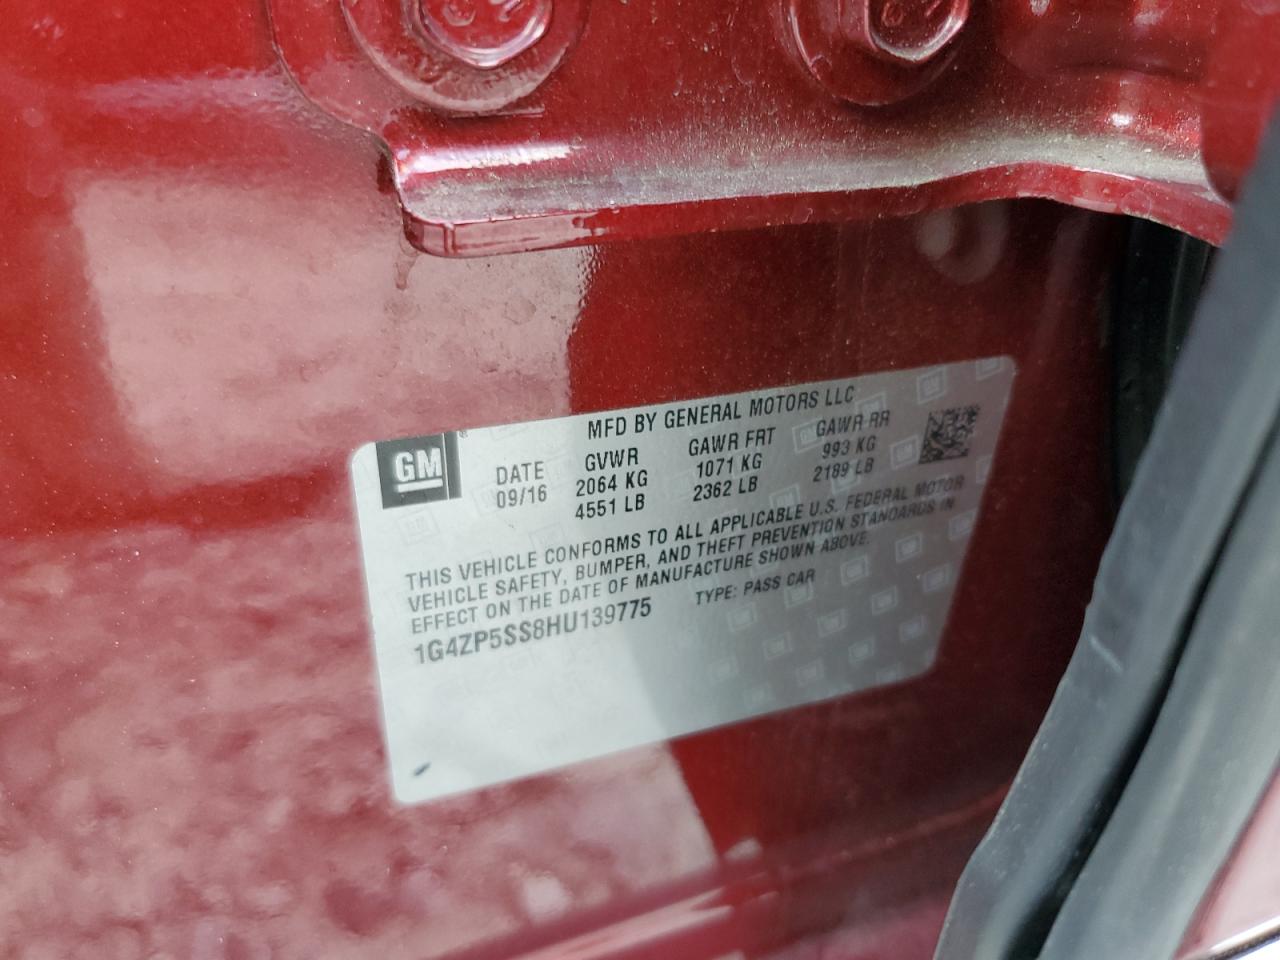 MFD BY GENERAL MOTORS LLC
GM
DATE GVWR GAWR FRT GAWR RR
09/16 2064 KG 1071 KG 993 KG
4551 LB 2362 LB 2189 LB
THIS VEHICLE CONFORMS TO ALL APPLICABLE U.S. FEDERAL MOTOR
VEHICLE SAFETY, BUMPER, AND THEFT PREVENTION STANDARDS IN
EFFECT ON THE DATE OF MANUFACTURE SHOWN ABOVE.
1G4ZP5SS8HU139775 TYPE: PASS CAR